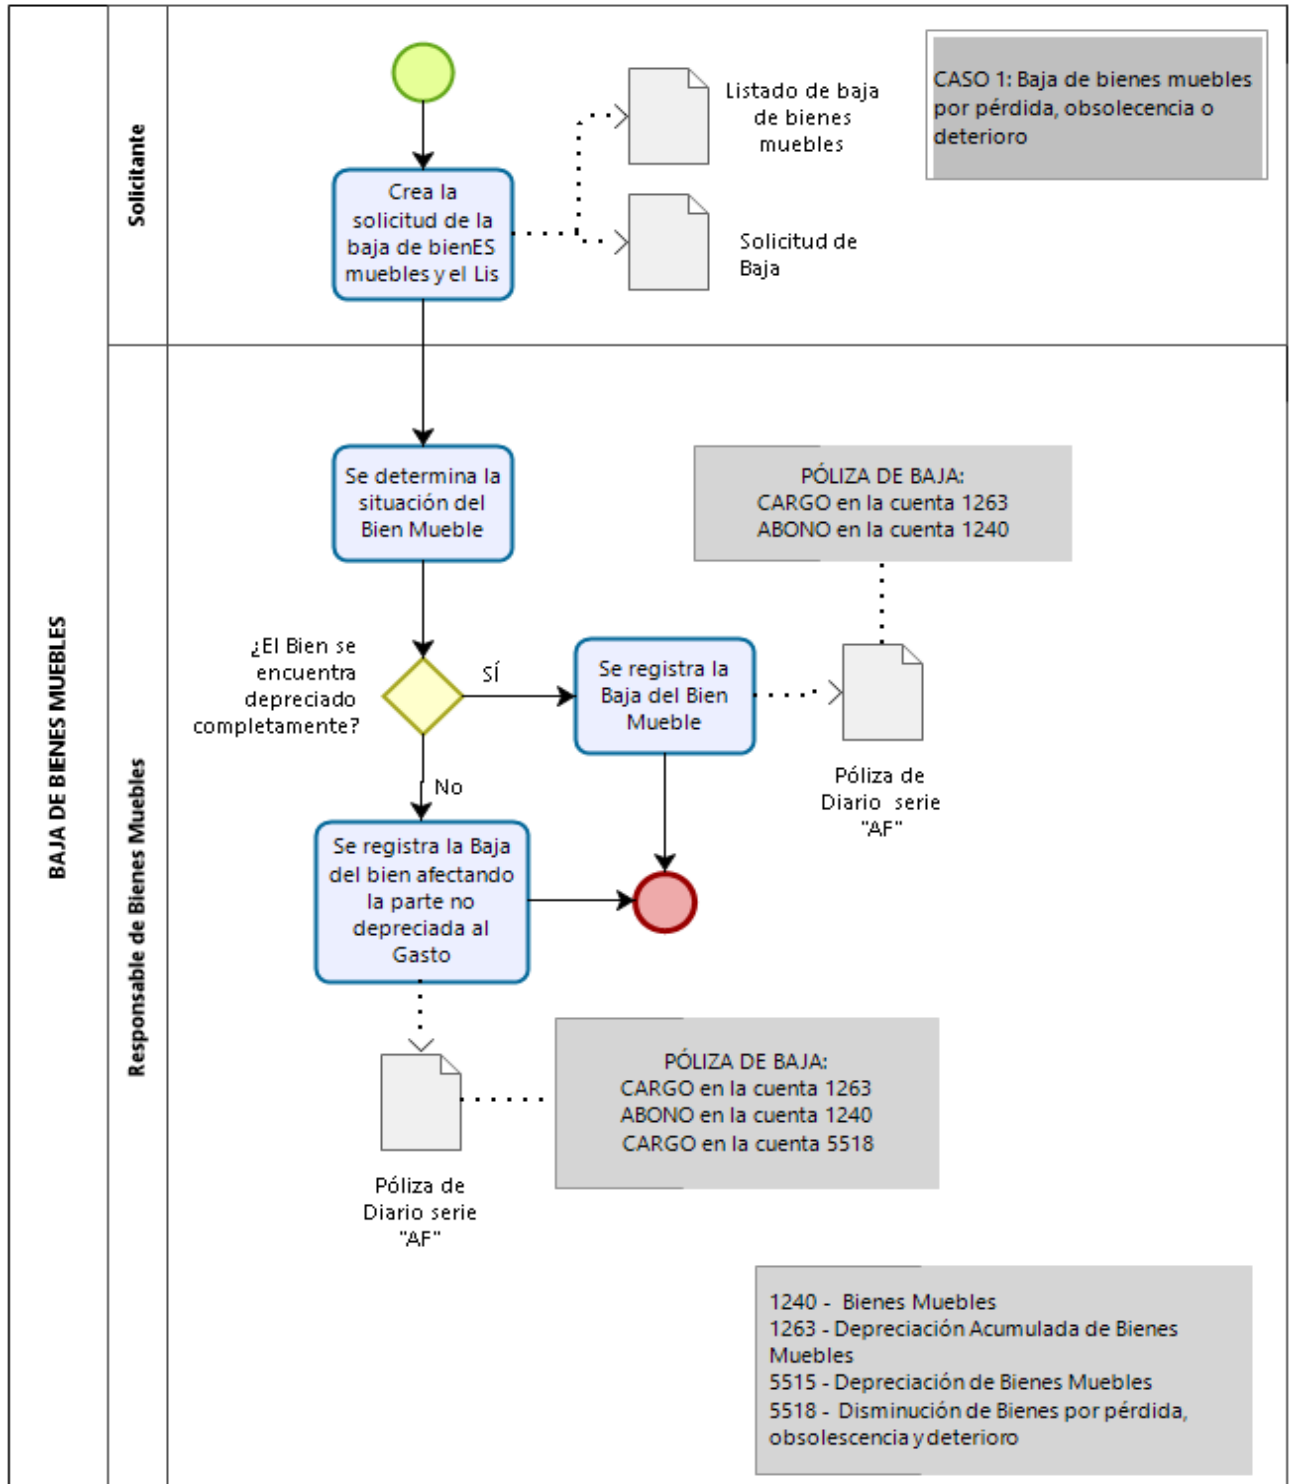 BAJA DE BIENES MUEBLES
Solicitante
Crea la
solicitud de la
baja de bienES
muebles y el Lis
Listado de baja
de bienes
muebles
Solicitud de
Baja
CASO 1: Baja de bienes muebles
por pérdida, obsolecencia o
deterioro
Responsable de Bienes Muebles
Se determina la
situación del
Bien Mueble
PÓLIZA DE BAJA:
CARGO en la cuenta 1263
ABONO en la cuenta 1240
¿El Bien se
encuentra
depreciado
completamente?
SÍ
Se registra la
Baja del Bien
Mueble
Póliza de
Diario serie
"AF"
No
Se registra la Baja
del bien afectando
la parte no
depreciada al
Gasto
PÓLIZA DE BAJA:
CARGO en la cuenta 1263
ABONO en la cuenta 1240
CARGO en la cuenta 5518
Póliza de
Diario serie
"AF"
1240 - Bienes Muebles
1263 - Depreciación Acumulada de Bienes
Muebles
5515 - Depreciación de Bienes Muebles
5518 - Disminución de Bienes por pérdida,
obsolescencia y deterioro